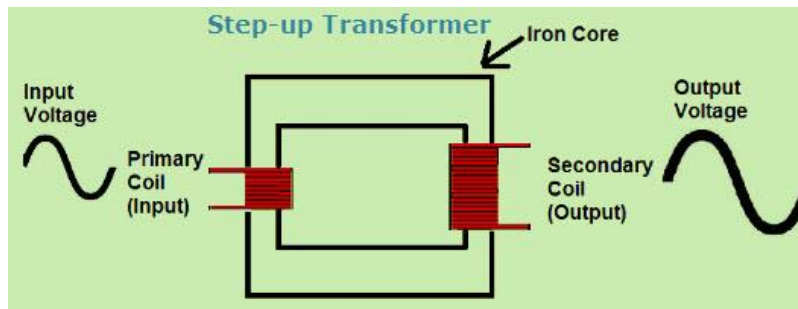 Step-up Transformer
Iron Core
Input
Voltage
Primary
Coil
(Input)
Secondary
Coil
(Output)
Output
Voltage